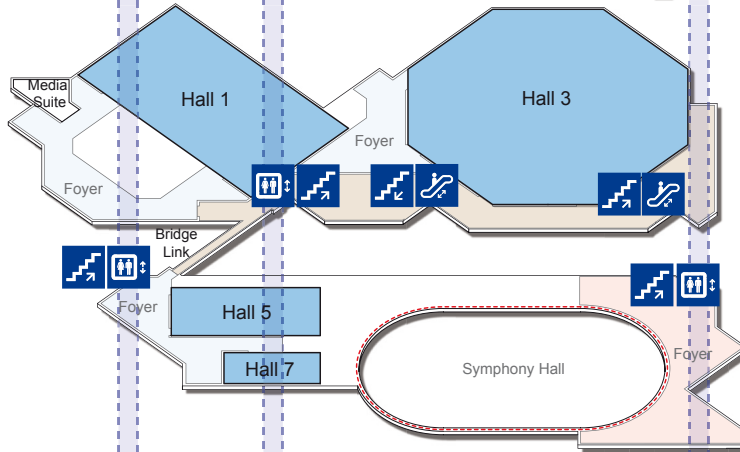 Media
Suite
Hall 1
Hall 3
Foyer
Foyer
Bridge
Link
Foyer
Hall 5
Hall 7
Symphony Hall
Foyer